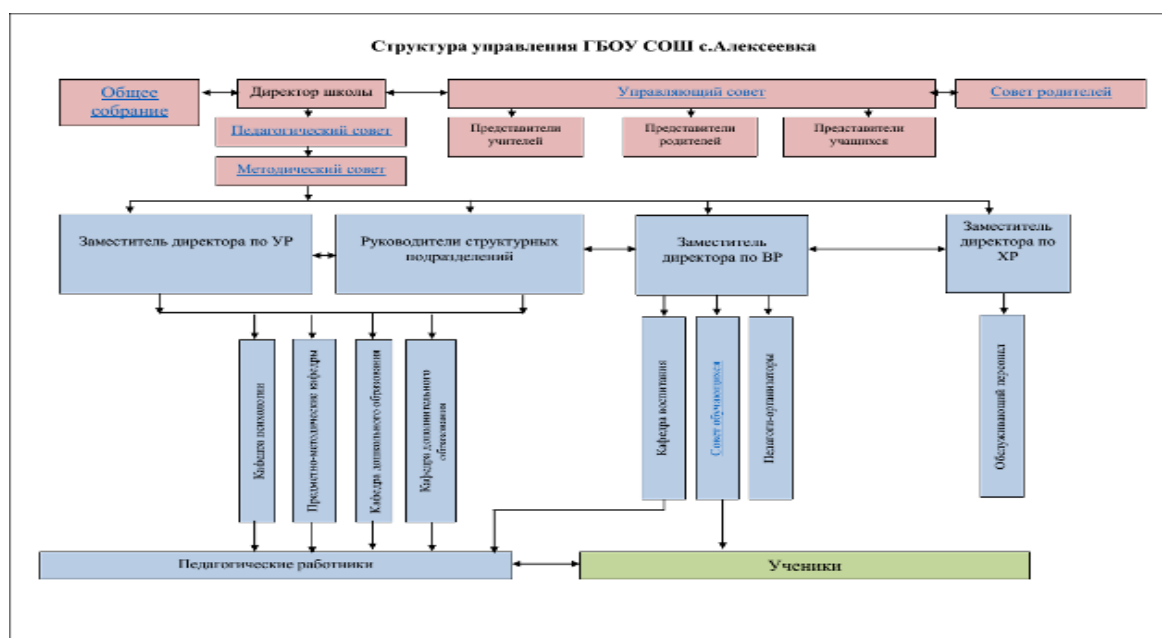 Структура управления ГБОУ СОШ с.Алексеевка
Общее
собрание
Директор школы
Управляющий совет
Совет родителей
Педагогический совет
Представители
учителей
Представители
родителей
Представители
учащихся
Методический совет
Заместитель директора по УР
Руководители структурных
подразделений
Заместитель
директора по ВР
Заместитель
директора по
ХР
Кафедра психологии
Предметно-методические кафедры
Кафедра дошкольного образования
Кафедра дополнительного
Кафедра воспитания
Совет обучающихся
Педагоги-организаторы
Обслуживающий персонал
Педагогические работники
Ученики